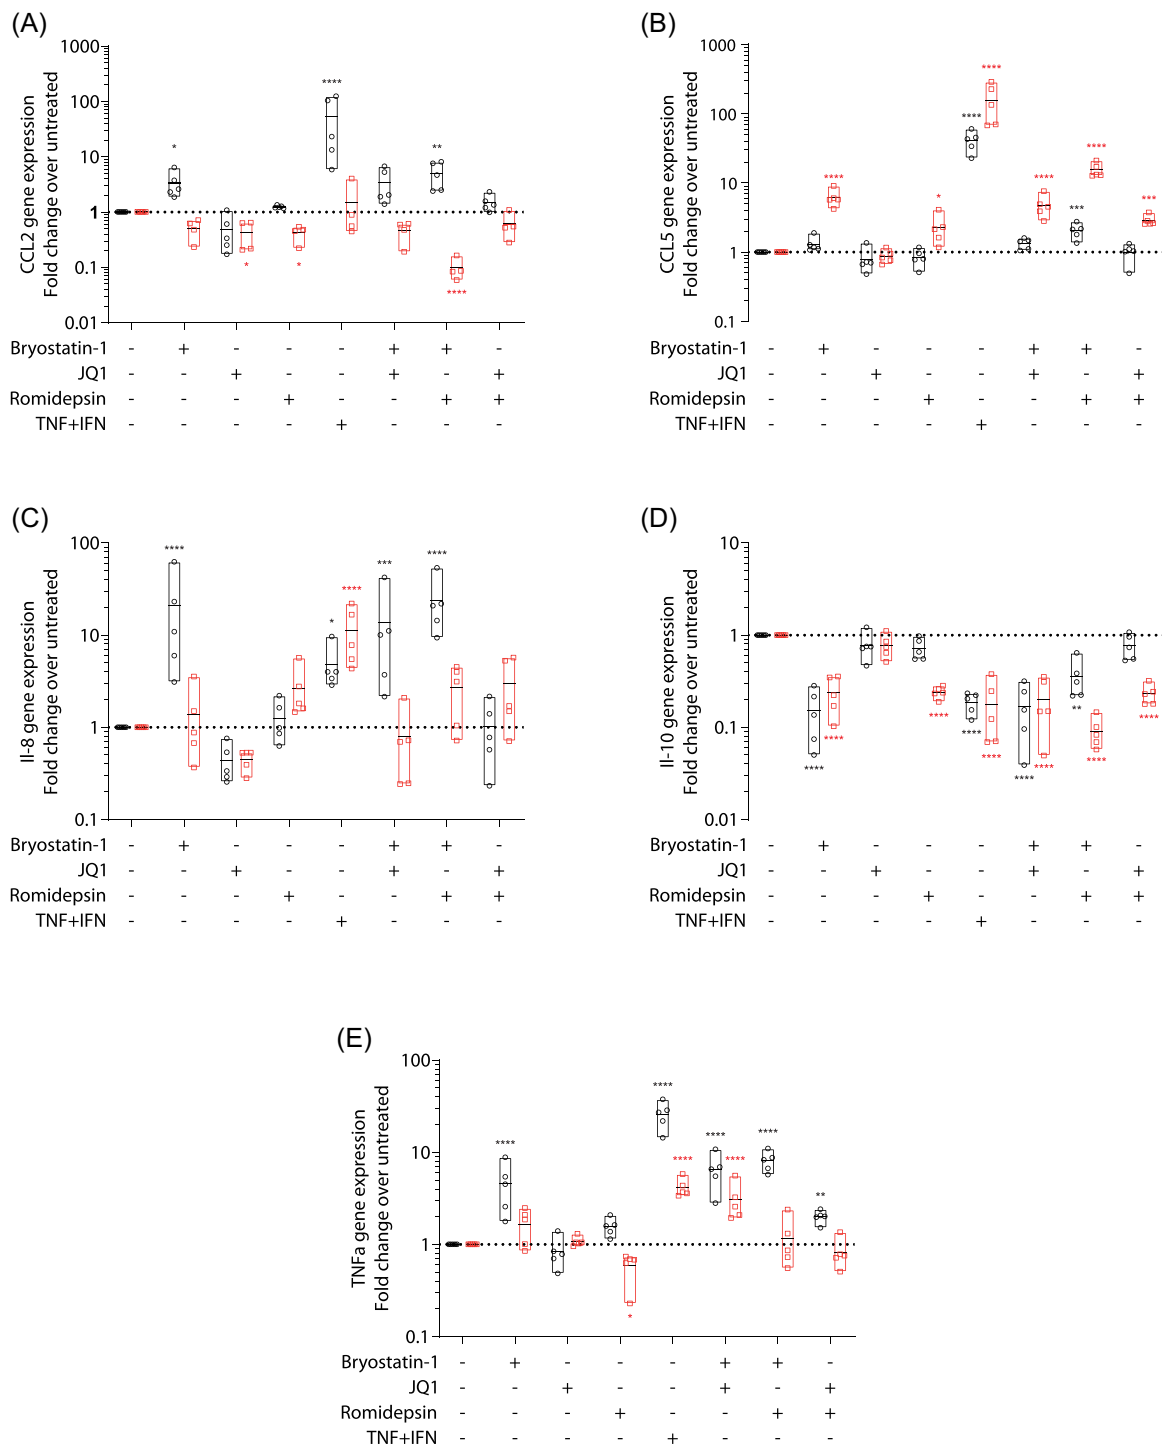 (A)
1000
100
10
1
0.1
0.01
CCL2 gene expression
Fold change over untreated
*
*
*
****
**
****
Bryostatin-1 - + - - - + + -
JQ1 - - + - - + - +
Romidepsin - - - + - - + +
TNF+IFN - - - - + - - -
(B)
1000
100
10
1
0.1
CCL5 gene expression
Fold change over untreated
****
*
****
****
****
***
****
***
Bryostatin-1 - + - - - + + -
JQ1 - - + - - + - +
Romidepsin - - - + - - + +
TNF+IFN - - - - + - - -
(C)
100
10
1
0.1
Il-8 gene expression
Fold change over untreated
****
*
****
***
****
Bryostatin-1 - + - - - + + -
JQ1 - - + - - + - +
Romidepsin - - - + - - + +
TNF+IFN - - - - + - - -
(D)
10
1
0.1
0.01
Il-10 gene expression
Fold change over untreated
****
****
****
****
****
****
****
**
****
****
Bryostatin-1 - + - - - + + -
JQ1 - - + - - + - +
Romidepsin - - - + - - + +
TNF+IFN - - - - + - - -
(E)
100
10
1
0.1
TNFa gene expression
Fold change over untreated
****
*
****
****
****
****
****
**
Bryostatin-1 - + - - - + + -
JQ1 - - + - - + - +
Romidepsin - - - + - - + +
TNF+IFN - - - - + - - -